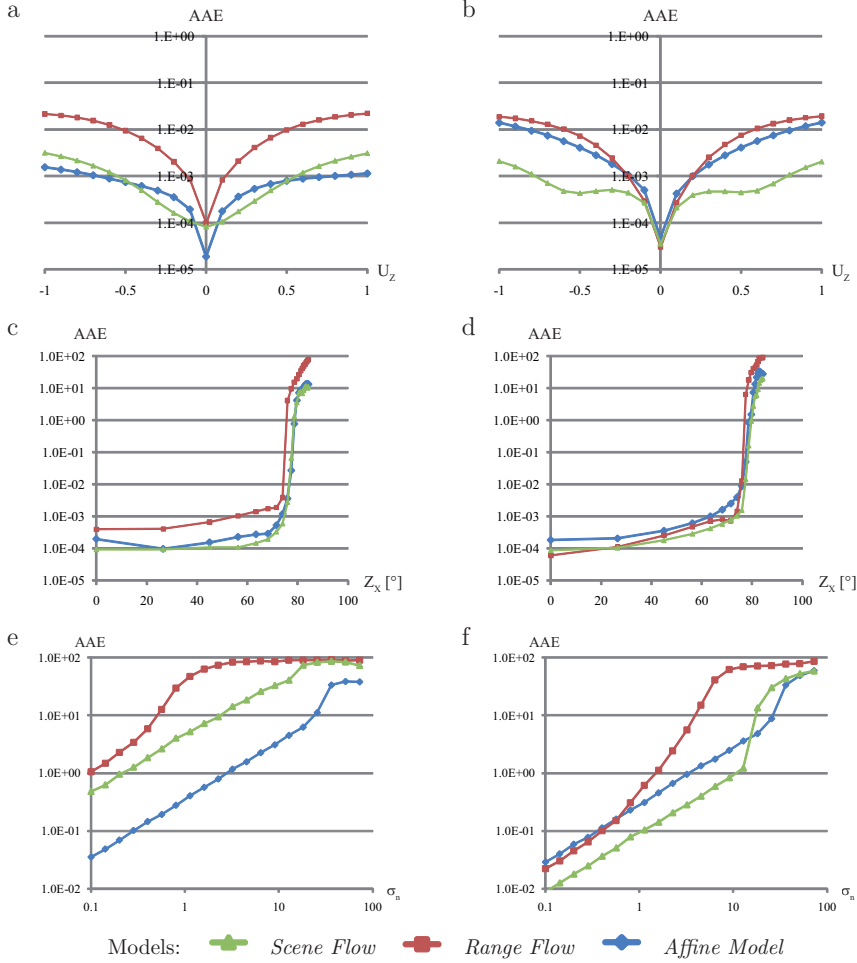 a
AAE
1.E+00
1.E-01
1.E-02
1.E-03
1.E-04
1.E-05
-1 -0.5 0 0.5 1
U_Z
b
AAE
1.E+00
1.E-01
1.E-02
1.E-03
1.E-04
1.E-05
-1 -0.5 0 0.5 1
U_Z
c
AAE
1.0E+02
1.0E+01
1.0E+00
1.0E-01
1.0E-02
1.0E-03
1.0E-04
1.0E-05
0 20 40 60 80 100
Z_X [°]
d
AAE
1.0E+02
1.0E+01
1.0E+00
1.0E-01
1.0E-02
1.0E-03
1.0E-04
1.0E-05
0 20 40 60 80 100
Z_X [°]
e
AAE
1.0E+02
1.0E+01
1.0E+00
1.0E-01
1.0E-02
0.1 1 10 100
σ_n
f
AAE
1.0E+02
1.0E+01
1.0E+00
1.0E-01
1.0E-02
0.1 1 10 100
σ_n
Models: Scene Flow Range Flow Affine Model